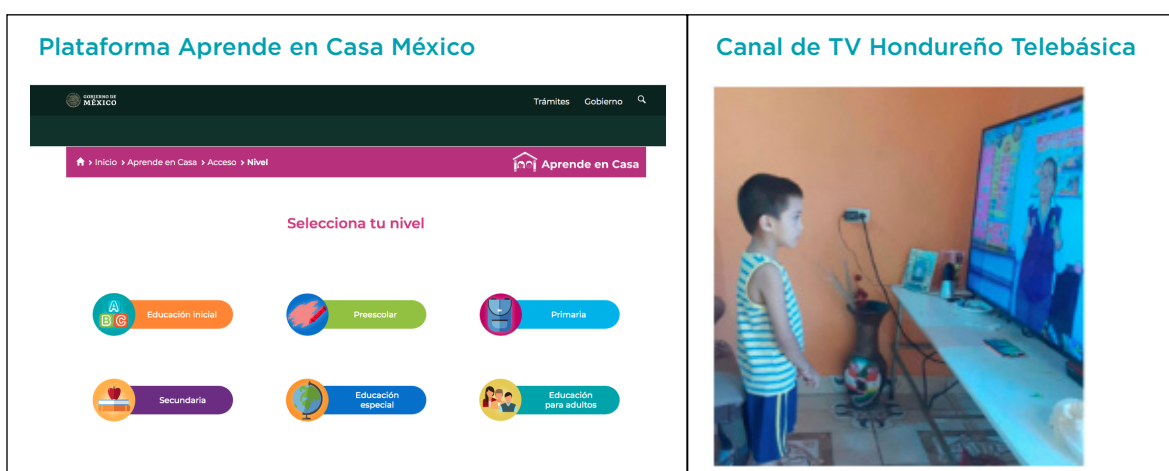 Plataforma Aprende en Casa México
GOBIERNO DE
MÉXICO
Trámites Gobierno
> Inicio > Aprende en Casa > Acceso > Nivel
Aprende en Casa
Selecciona tu nivel
A
B C
Educación inicial
Preescolar
Primaria
Secundaria
Educación
especial
Educación
para adultos
Canal de TV Hondureño Telebásica